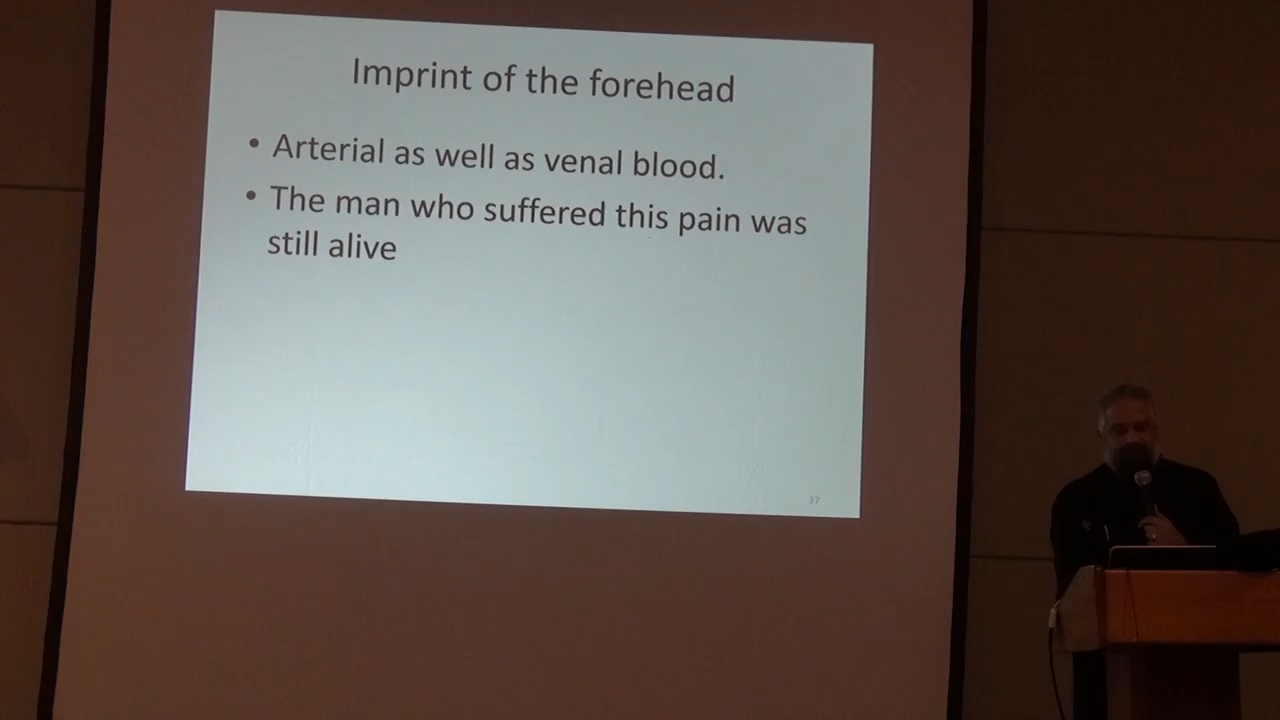 Imprint of the forehead
• Arterial as well as venal blood.
• The man who suffered this pain was
still alive
37